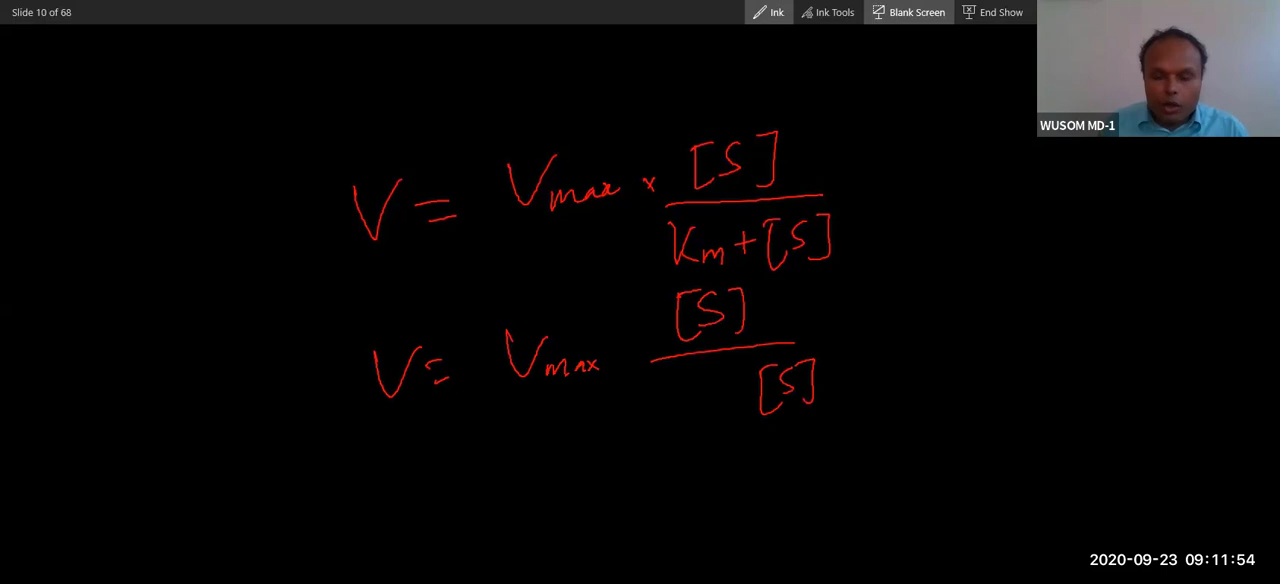 Slide 10 of 68
Ink
Ink Tools
Blank Screen
End Show
WUSOM MD-1
V = Vmax × [S]
Km + [S]
V = Vmax [S]
[S]
2020-09-23 09:11:54